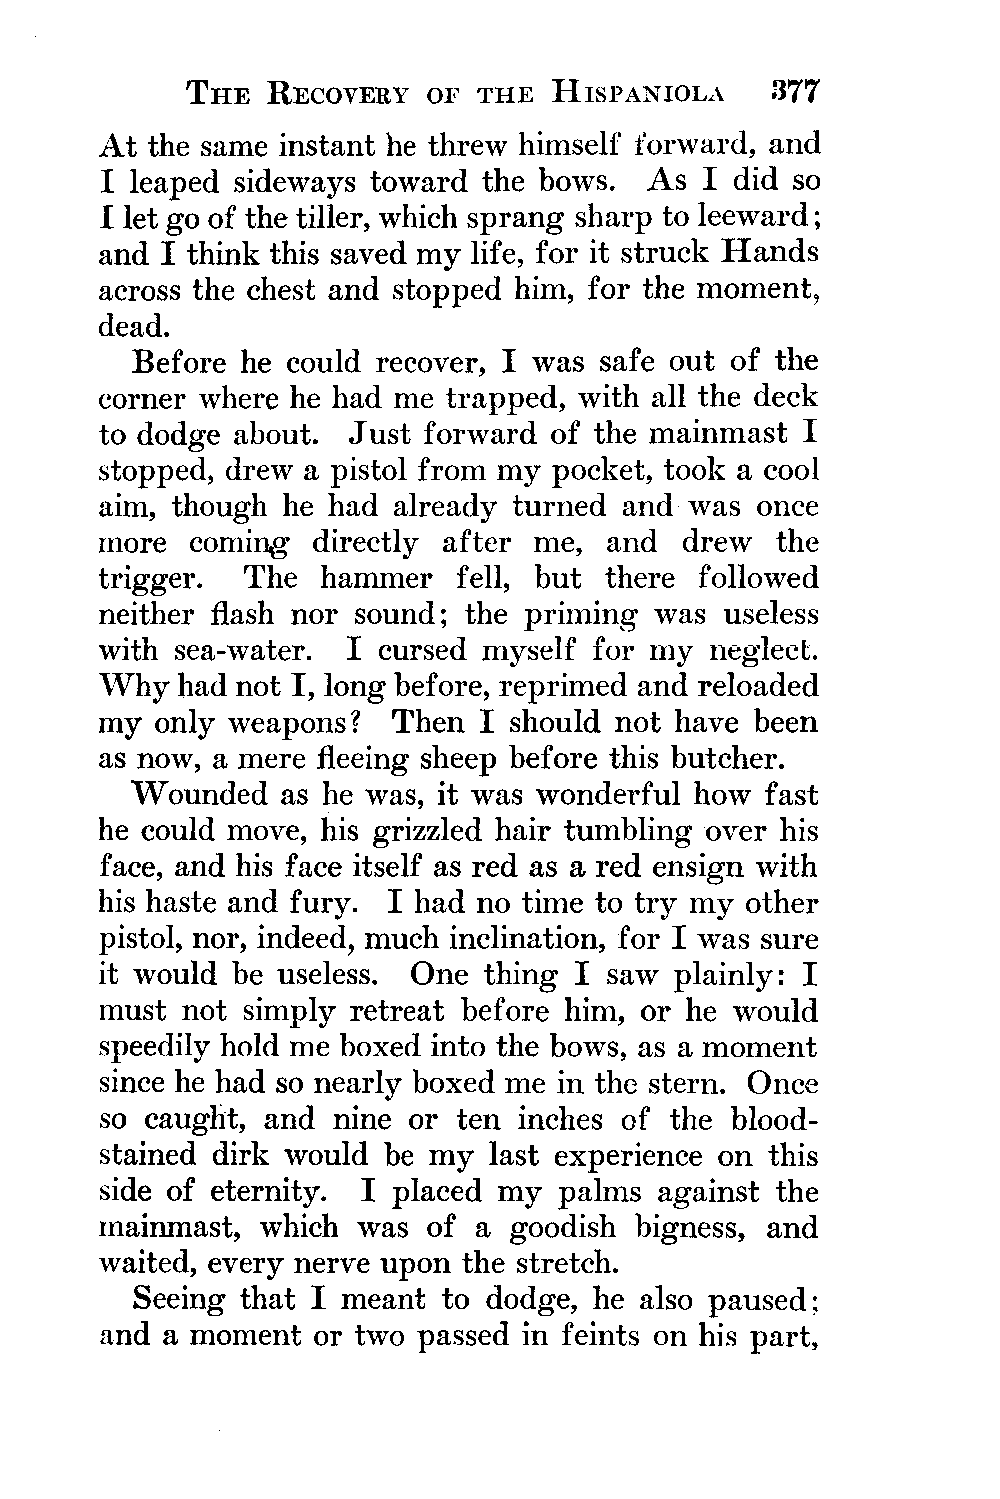 The Recovery of the Hispaniola 377
At the same instant he threw himself forward, and
I leaped sideways toward the bows. As I did so
I let go of the tiller, which sprang sharp to leeward;
and I think this saved my life, for it struck Hands
across the chest and stopped him, for the moment,
dead.
Before he could recover, I was safe out of the
corner where he had me trapped, with all the deck
to dodge about. Just forward of the mainmast I
stopped, drew a pistol from my pocket, took a cool
aim, though he had already turned and was once
more coming directly after me, and drew the
trigger. The hammer fell, but there followed
neither flash nor sound; the priming was useless
with sea-water. I cursed myself for my neglect.
Why had not I, long before, reprimed and reloaded
my only weapons? Then I should not have been
as now, a mere fleeing sheep before this butcher.
Wounded as he was, it was wonderful how fast
he could move, his grizzled hair tumbling over his
face, and his face itself as red as a red ensign with
his haste and fury. I had no time to try my other
pistol, nor, indeed, much inclination, for I was sure
it would be useless. One thing I saw plainly: I
must not simply retreat before him, or he would
speedily hold me boxed into the bows, as a moment
since he had so nearly boxed me in the stern. Once
so caught, and nine or ten inches of the blood-
stained dirk would be my last experience on this
side of eternity. I placed my palms against the
mainmast, which was of a goodish bigness, and
waited, every nerve upon the stretch.
Seeing that I meant to dodge, he also paused;
and a moment or two passed in feints on his part,